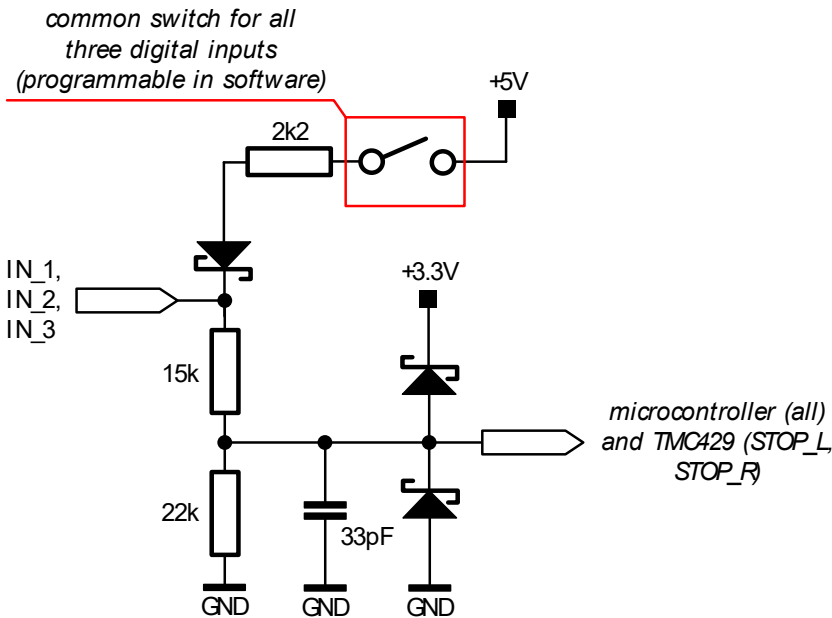 common switch for all
three digital inputs
(programmable in software)
+5V
2k2
IN_1,
IN_2,
IN_3
+3.3V
15k
microcontroller (all)
and TMC429 (STOP_L,
STOP_R)
22k
33pF
GND
GND
GND